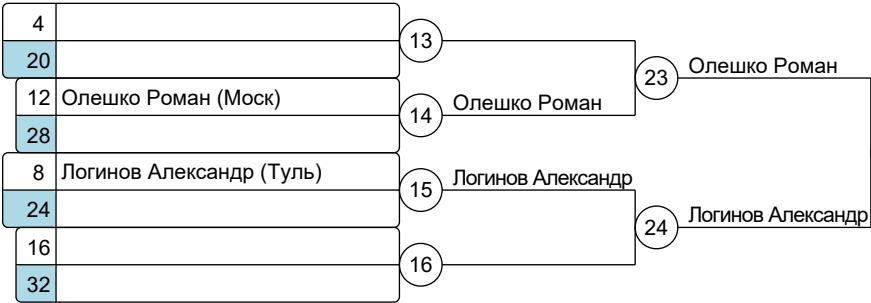 4
13
20
23 Олешко Роман
12 Олешко Роман (Моск)
14 Олешко Роман
28
8 Логинов Александр (Туль)
15 Логинов Александр
24
24 Логинов Александр
16
16
32